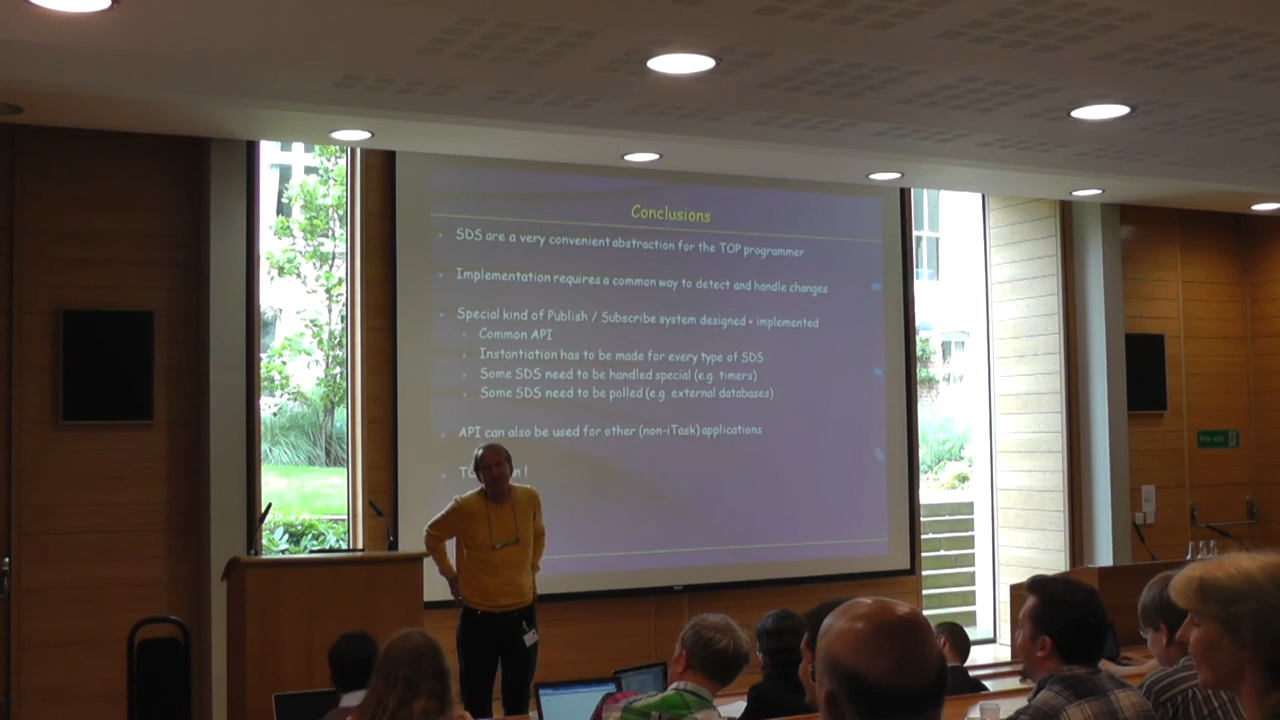 Conclusions
SDS are a very convenient abstraction for the TOP programmer
Implementation requires a common way to detect and handle changes
Special kind of Publish / Subscribe system designed + implemented
Common API
Instantiation has to be made for every type of SDS
Some SDS need to be handled special (e.g. timers)
Some SDS need to be polled (e.g. external databases)
API can also be used for other (non-iTask) applications
Fire exit